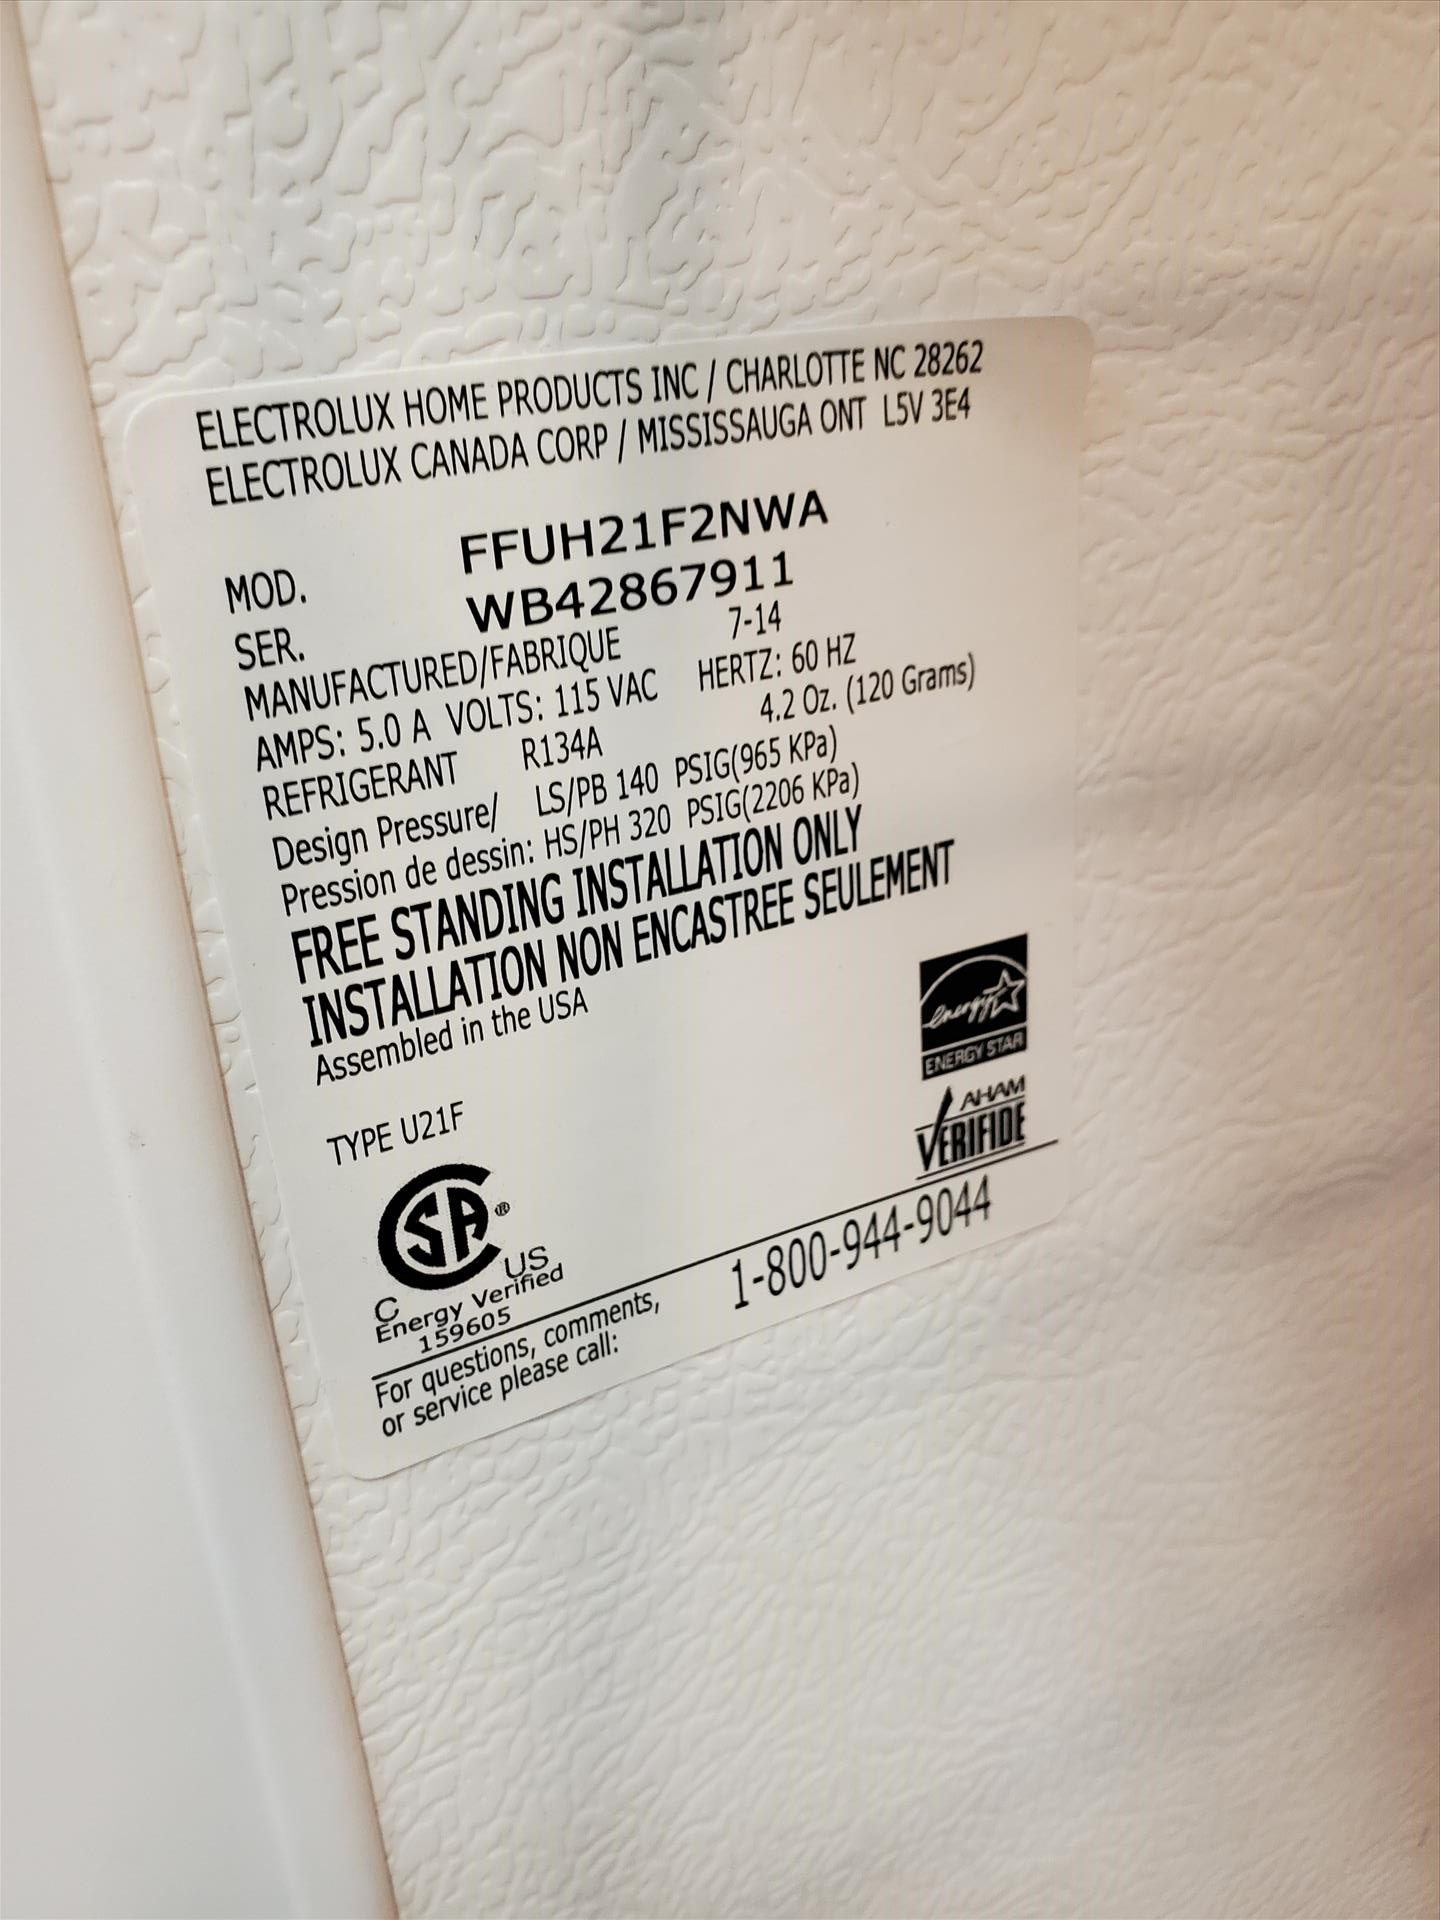 ELECTROLUX HOME PRODUCTS INC / CHARLOTTE NC 28262
ELECTROLUX CANADA CORP / MISSISSAUGA ONT L5V 3E4
MOD. FFUH21F2NWA
SER. WB42867911
MANUFACTURED/FABRIQUE 7-14
AMPS: 5.0 A VOLTS: 115 VAC HERTZ: 60 HZ
REFRIGERANT R134A 4.2 Oz. (120 Grams)
Design Pressure/ LS/PB 140 PSIG(965 KPa)
Pression de dessin: HS/PH 320 PSIG(2206 KPa)
FREE STANDING INSTALLATION ONLY
INSTALLATION NON ENCASTREE SEULEMENT
Assembled in the USA
energy
ENERGY STAR
TYPE U21F
AHAM
VERIFIDE
SA ®
C US
Energy Verified
159605
For questions, comments,
or service please call:
1-800-944-9044